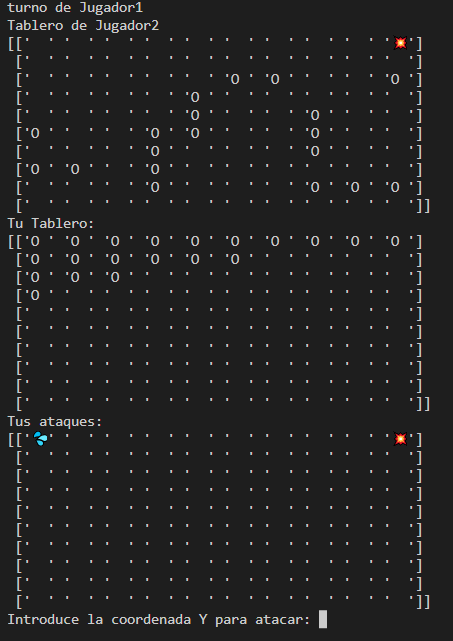 turno de Jugador1
Tablero de Jugador2
[['  ' '  ' '  ' '  ' '  ' '  ' '  ' '  ' '  ' '💥']
 ['  ' '  ' '  ' '  ' '  ' '  ' '  ' '  ' '  ' '  ']
 ['  ' '  ' '  ' '  ' '  ' 'O ' 'O ' '  ' '  ' 'O ']
 ['  ' '  ' '  ' '  ' 'O ' '  ' '  ' '  ' '  ' '  ']
 ['  ' '  ' '  ' '  ' 'O ' '  ' '  ' 'O ' '  ' '  ']
 ['O ' '  ' '  ' 'O ' 'O ' '  ' '  ' 'O ' '  ' '  ']
 ['  ' '  ' '  ' 'O ' '  ' '  ' '  ' 'O ' '  ' '  ']
 ['O ' 'O ' '  ' 'O ' '  ' '  ' '  ' '  ' '  ' '  ']
 ['  ' '  ' '  ' 'O ' '  ' '  ' '  ' 'O ' 'O ' 'O ']
 ['  ' '  ' '  ' '  ' '  ' '  ' '  ' '  ' '  ' '  ']]
Tu Tablero:
[['O ' 'O ' 'O ' 'O ' 'O ' 'O ' 'O ' 'O ' 'O ' 'O ']
 ['O ' 'O ' 'O ' 'O ' 'O ' 'O ' '  ' '  ' '  ' '  ']
 ['O ' 'O ' 'O ' '  ' '  ' '  ' '  ' '  ' '  ' '  ']
 ['O ' '  ' '  ' '  ' '  ' '  ' '  ' '  ' '  ' '  ']
 ['  ' '  ' '  ' '  ' '  ' '  ' '  ' '  ' '  ' '  ']
 ['  ' '  ' '  ' '  ' '  ' '  ' '  ' '  ' '  ' '  ']
 ['  ' '  ' '  ' '  ' '  ' '  ' '  ' '  ' '  ' '  ']
 ['  ' '  ' '  ' '  ' '  ' '  ' '  ' '  ' '  ' '  ']
 ['  ' '  ' '  ' '  ' '  ' '  ' '  ' '  ' '  ' '  ']
 ['  ' '  ' '  ' '  ' '  ' '  ' '  ' '  ' '  ' '  ']]
Tus ataques:
[['💦' '  ' '  ' '  ' '  ' '  ' '  ' '  ' '  ' '💥']
 ['  ' '  ' '  ' '  ' '  ' '  ' '  ' '  ' '  ' '  ']
 ['  ' '  ' '  ' '  ' '  ' '  ' '  ' '  ' '  ' '  ']
 ['  ' '  ' '  ' '  ' '  ' '  ' '  ' '  ' '  ' '  ']
 ['  ' '  ' '  ' '  ' '  ' '  ' '  ' '  ' '  ' '  ']
 ['  ' '  ' '  ' '  ' '  ' '  ' '  ' '  ' '  ' '  ']
 ['  ' '  ' '  ' '  ' '  ' '  ' '  ' '  ' '  ' '  ']
 ['  ' '  ' '  ' '  ' '  ' '  ' '  ' '  ' '  ' '  ']
 ['  ' '  ' '  ' '  ' '  ' '  ' '  ' '  ' '  ' '  ']
 ['  ' '  ' '  ' '  ' '  ' '  ' '  ' '  ' '  ' '  ']]
Introduce la coordenada Y para atacar: